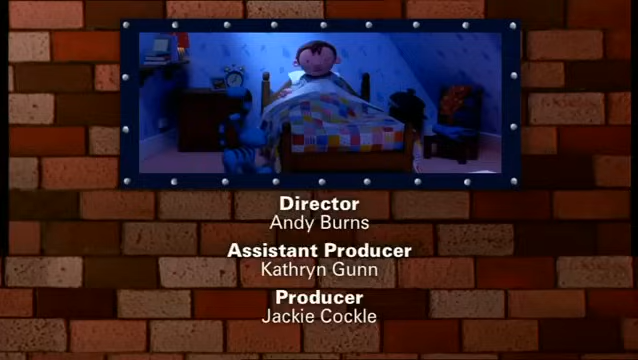 Director
Andy Burns
Assistant Producer
Kathryn Gunn
Producer
Jackie Cockle